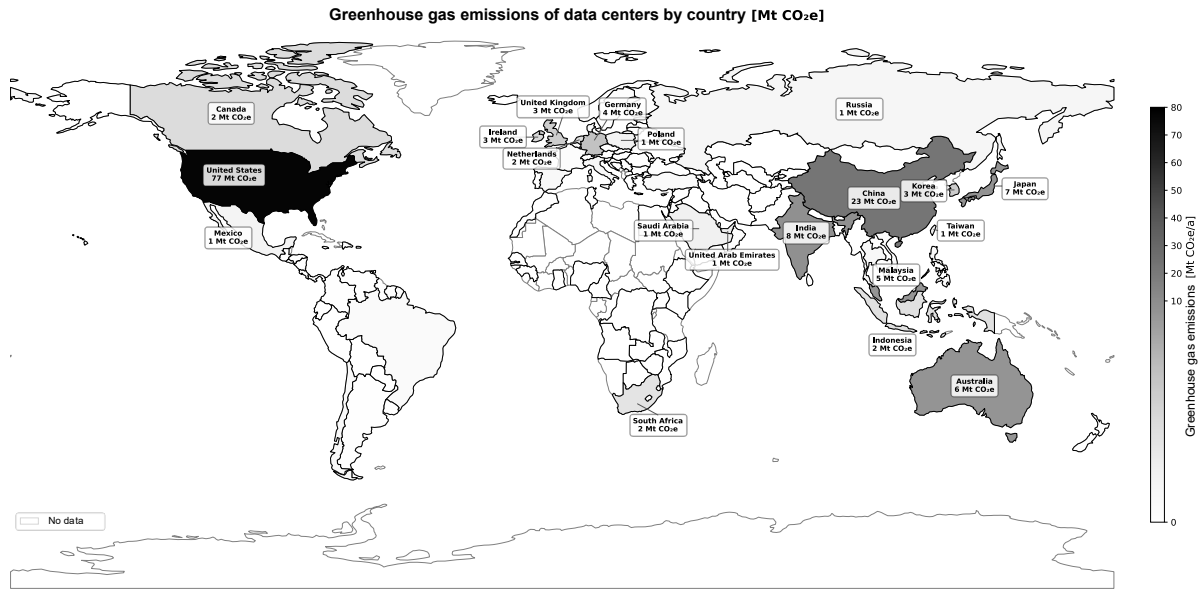 Greenhouse gas emissions of data centers by country [Mt CO₂e]
Canada
2 Mt CO₂e
United States
77 Mt CO₂e
Mexico
1 Mt CO₂e
United Kingdom
3 Mt CO₂e
Germany
4 Mt CO₂e
Ireland
3 Mt CO₂e
Netherlands
2 Mt CO₂e
Poland
1 Mt CO₂e
Russia
1 Mt CO₂e
China
23 Mt CO₂e
Korea
3 Mt CO₂e
Japan
7 Mt CO₂e
Saudi Arabia
1 Mt CO₂e
India
8 Mt CO₂e
Taiwan
1 Mt CO₂e
United Arab Emirates
1 Mt CO₂e
Malaysia
5 Mt CO₂e
Indonesia
2 Mt CO₂e
Australia
6 Mt CO₂e
South Africa
2 Mt CO₂e
No data
80
70
60
50
40
30
20
10
0
Greenhouse gas emissions [Mt CO₂e/a]